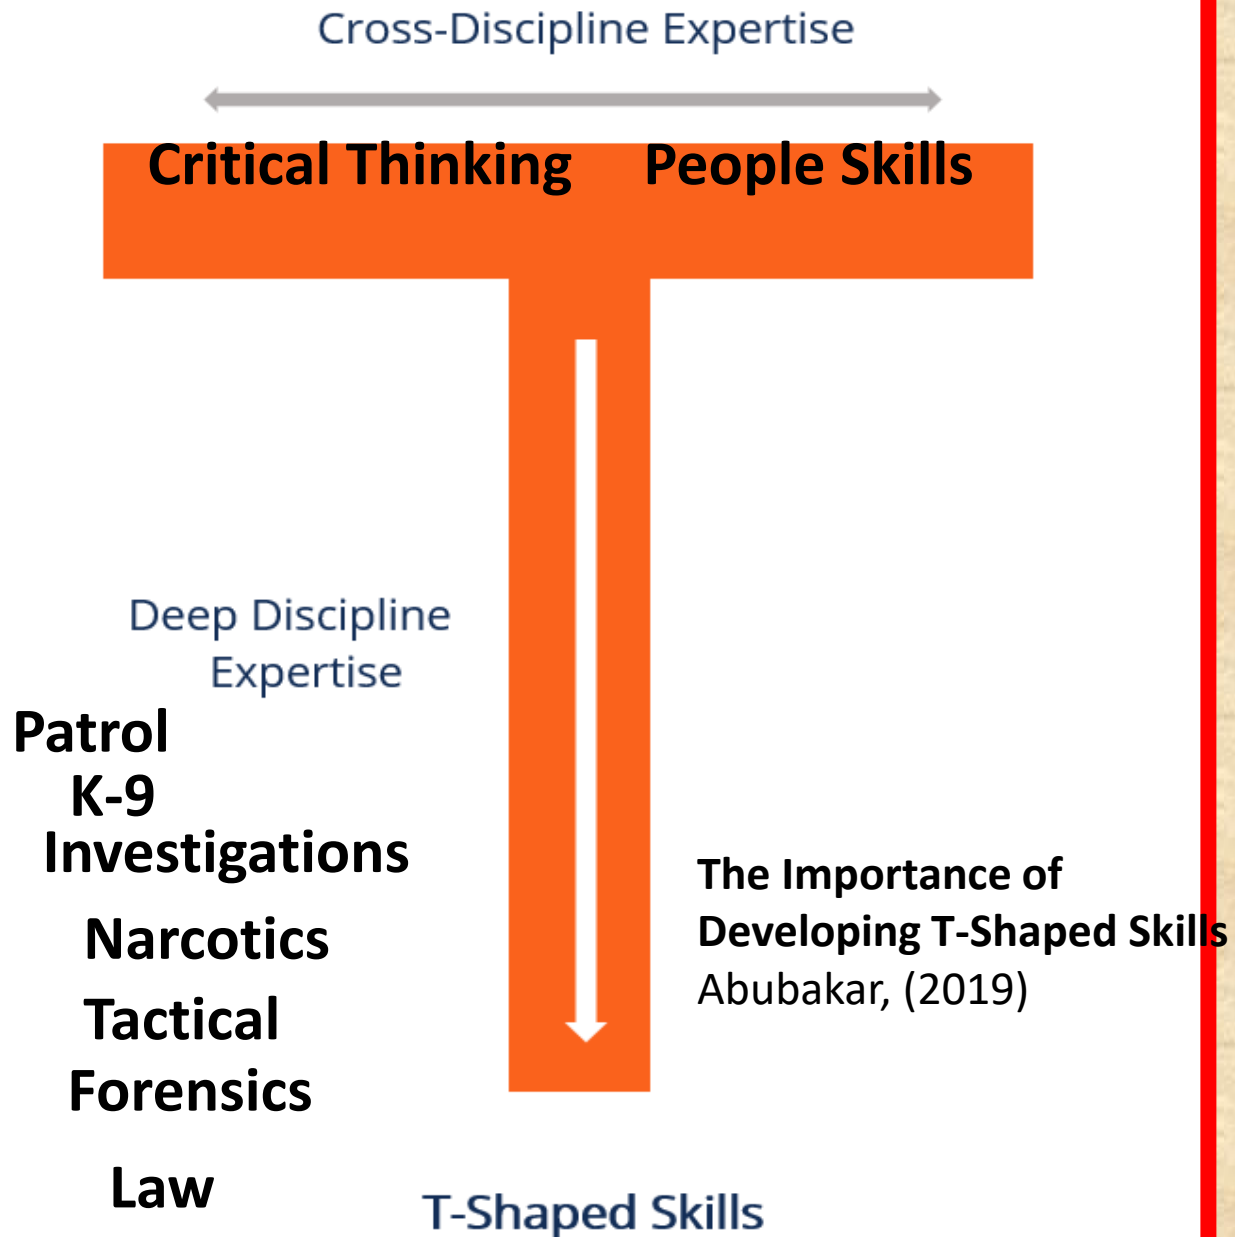 Cross-Discipline Expertise
Critical Thinking People Skills
Deep Discipline
Expertise
Patrol
K-9
Investigations
Narcotics
Tactical
Forensics
Law
The Importance of
Developing T-Shaped Skills
Abubakar, (2019)
T-Shaped Skills